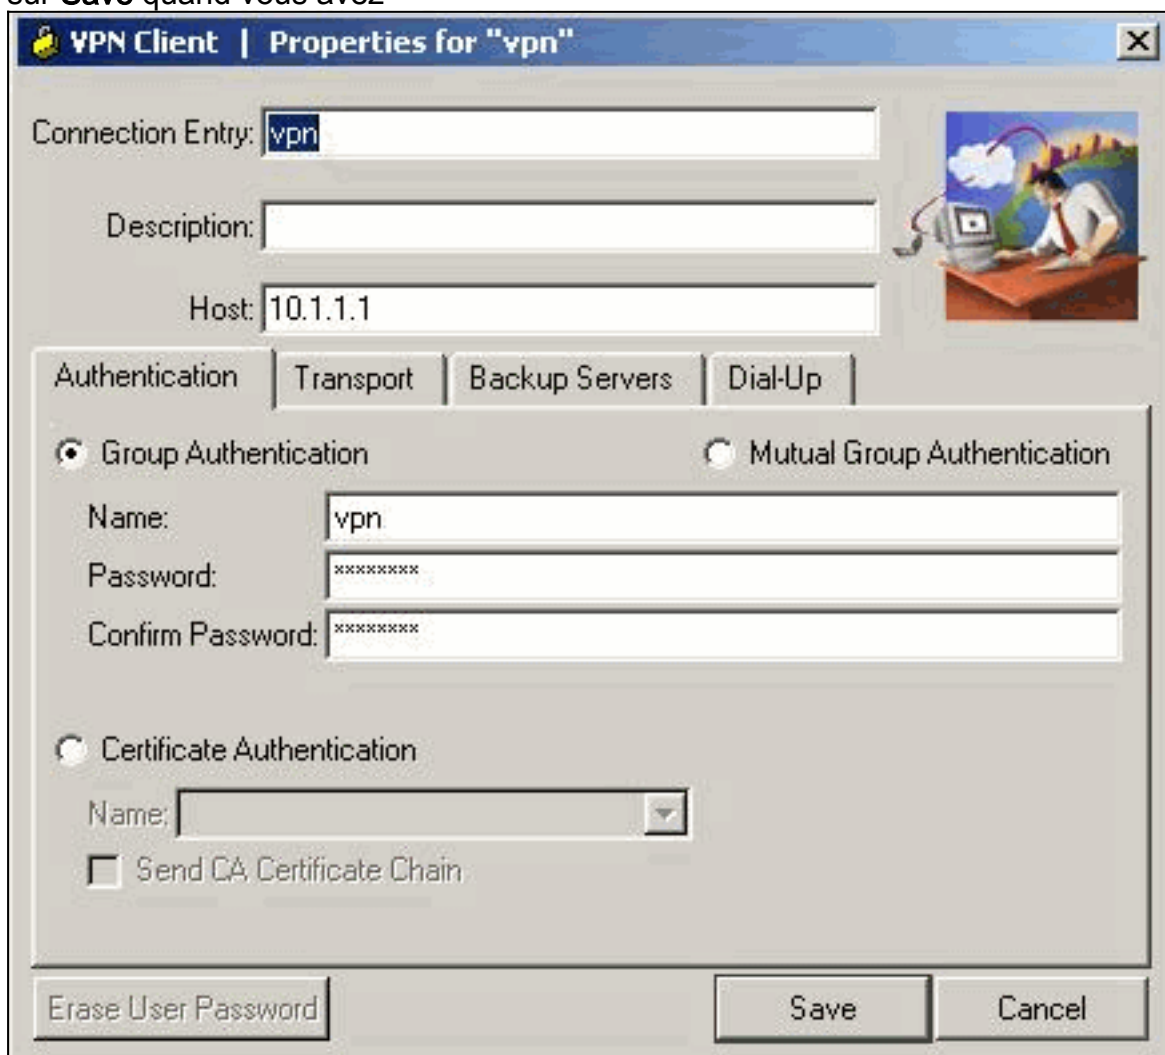 sur Save quand vous avez
VPN Client | Properties for "vpn"
Connection Entry: vpn
Description:
Host: 10.1.1.1
Authentication Transport Backup Servers Dial-Up
Group Authentication Mutual Group Authentication
Name: vpn
Password: ********
Confirm Password: ********
Certificate Authentication
Name:
Send CA Certificate Chain
Erase User Password Save Cancel